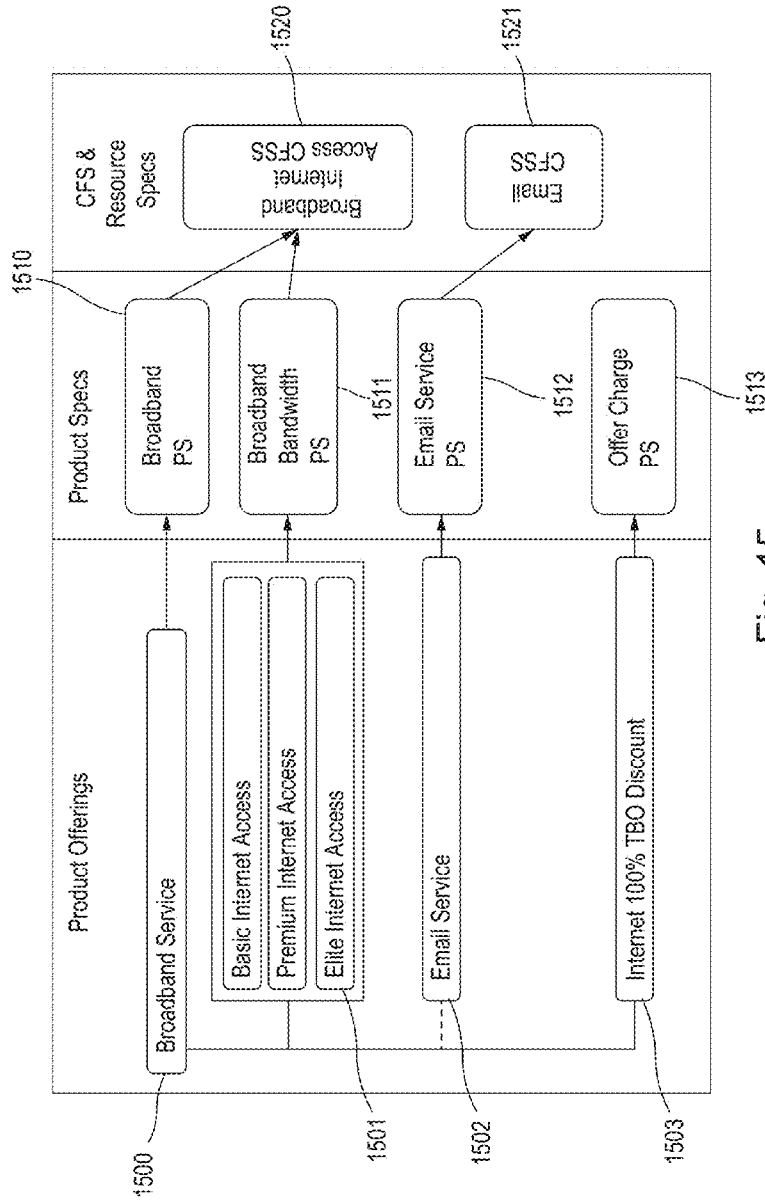 Product Offerings
Product Specs
CFS &
Resource
Specs
1500
Broadband Service
1510
Broadband
PS
1520
Broadband
Internet
Access CFSS
Basic Internet Access
Premium Internet Access
Elite Internet Access
1501
Broadband
Bandwidth
PS
1511
Email Service
1502
Email Service
PS
1512
Email
CFSS
1521
Internet 100% TBO Discount
1503
Offer Charge
PS
1513